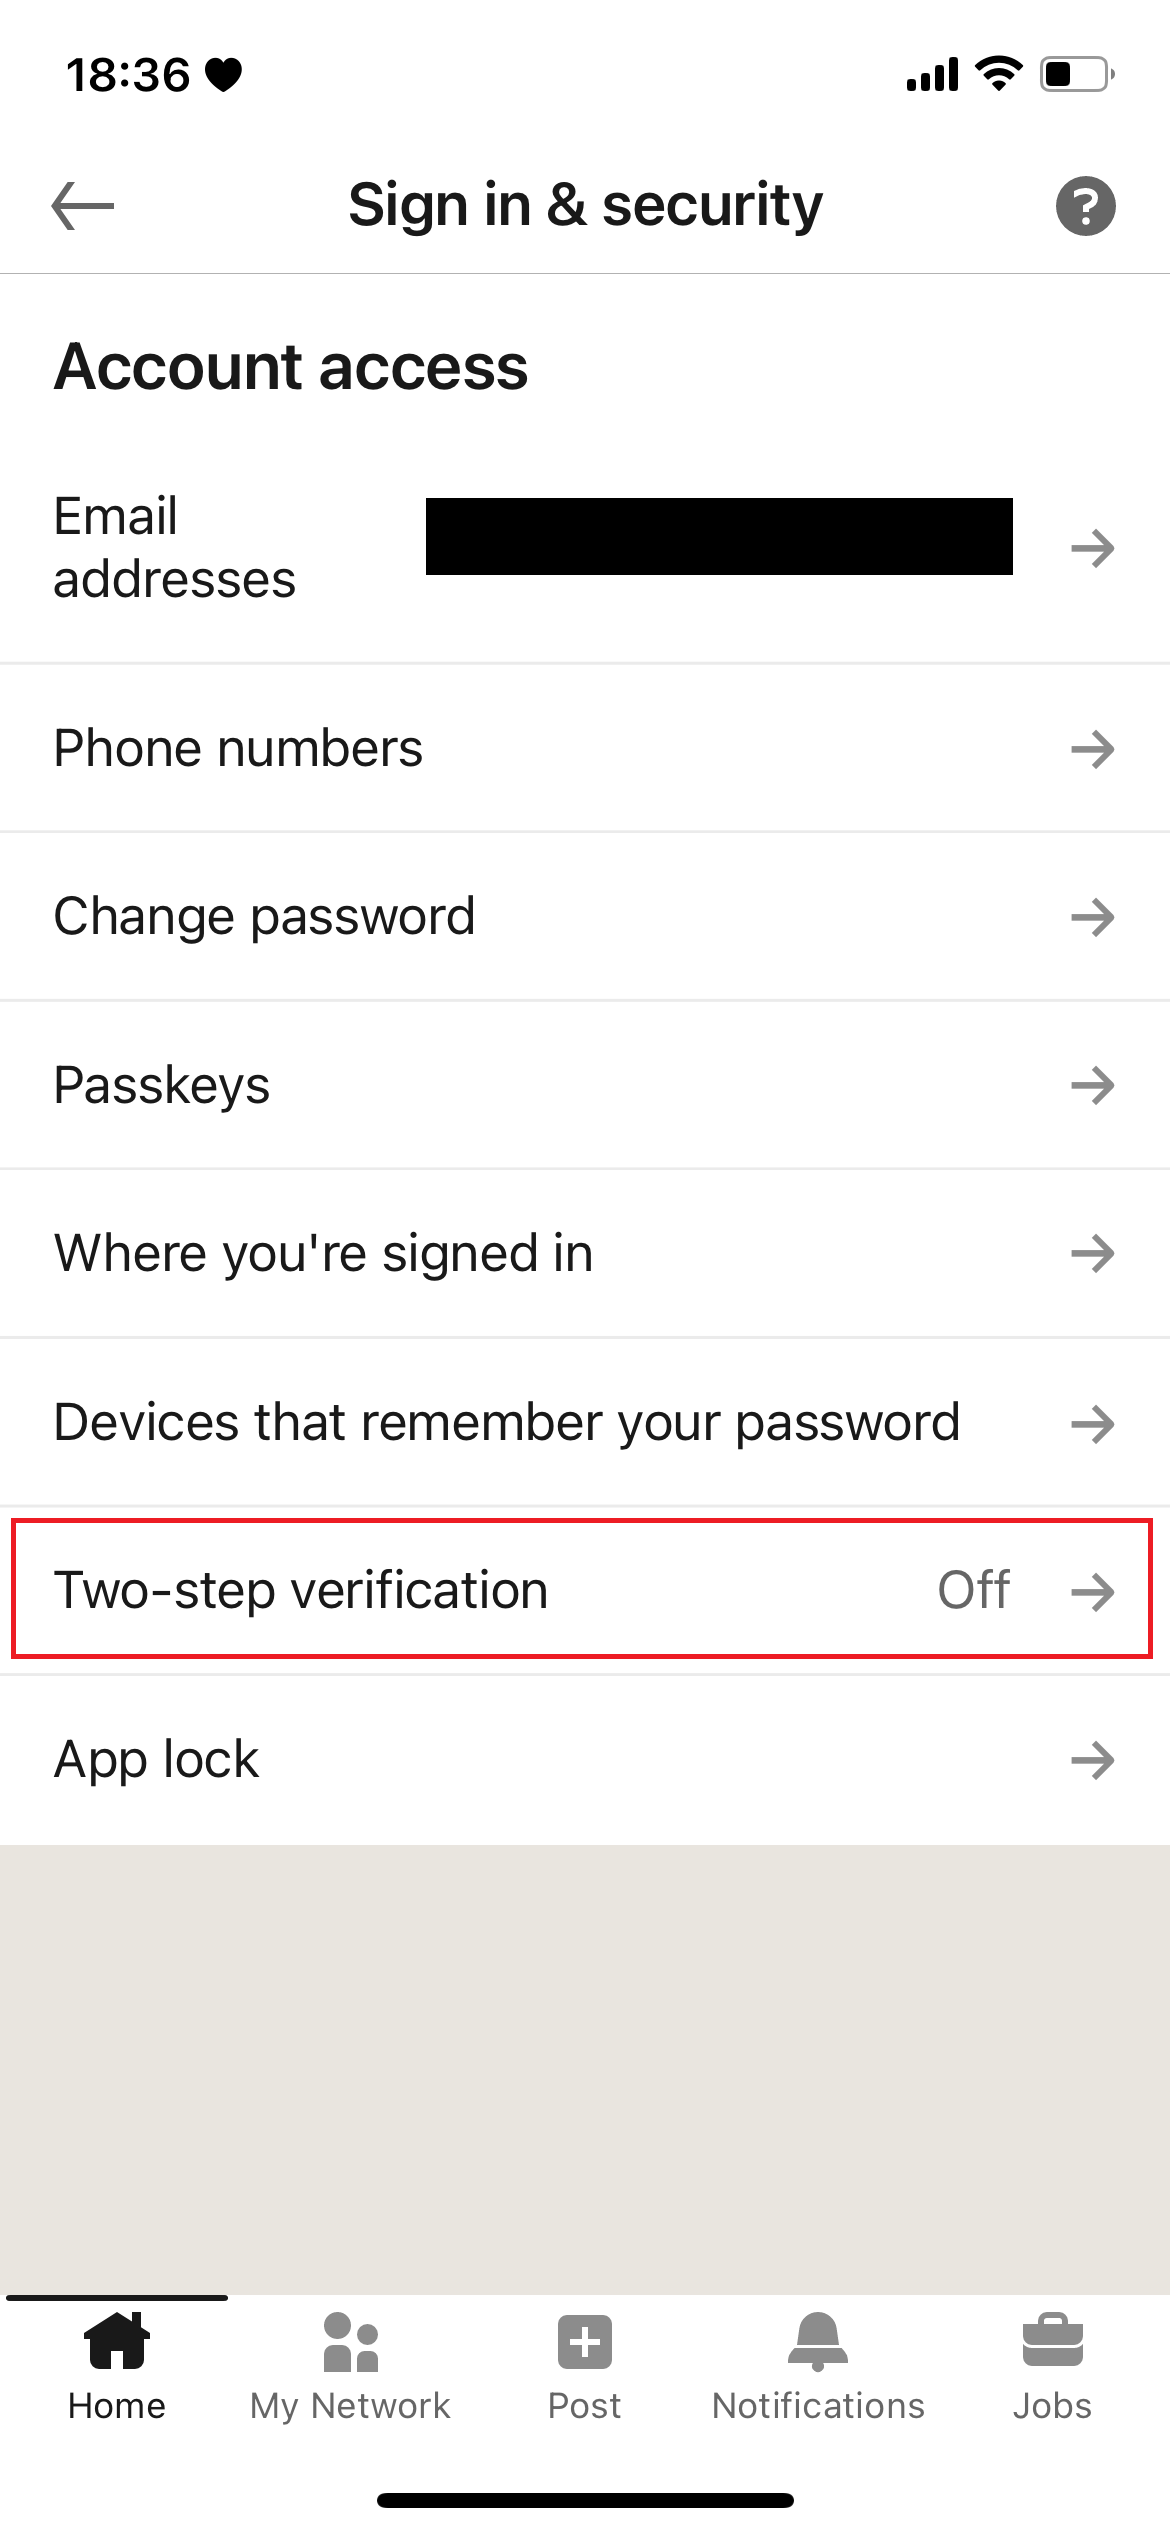 18:36
Sign in & security
?
Account access
Email
addresses
Phone numbers
Change password
Passkeys
Where you're signed in
Devices that remember your password
Two-step verification Off
App lock
Home My Network Post Notifications Jobs